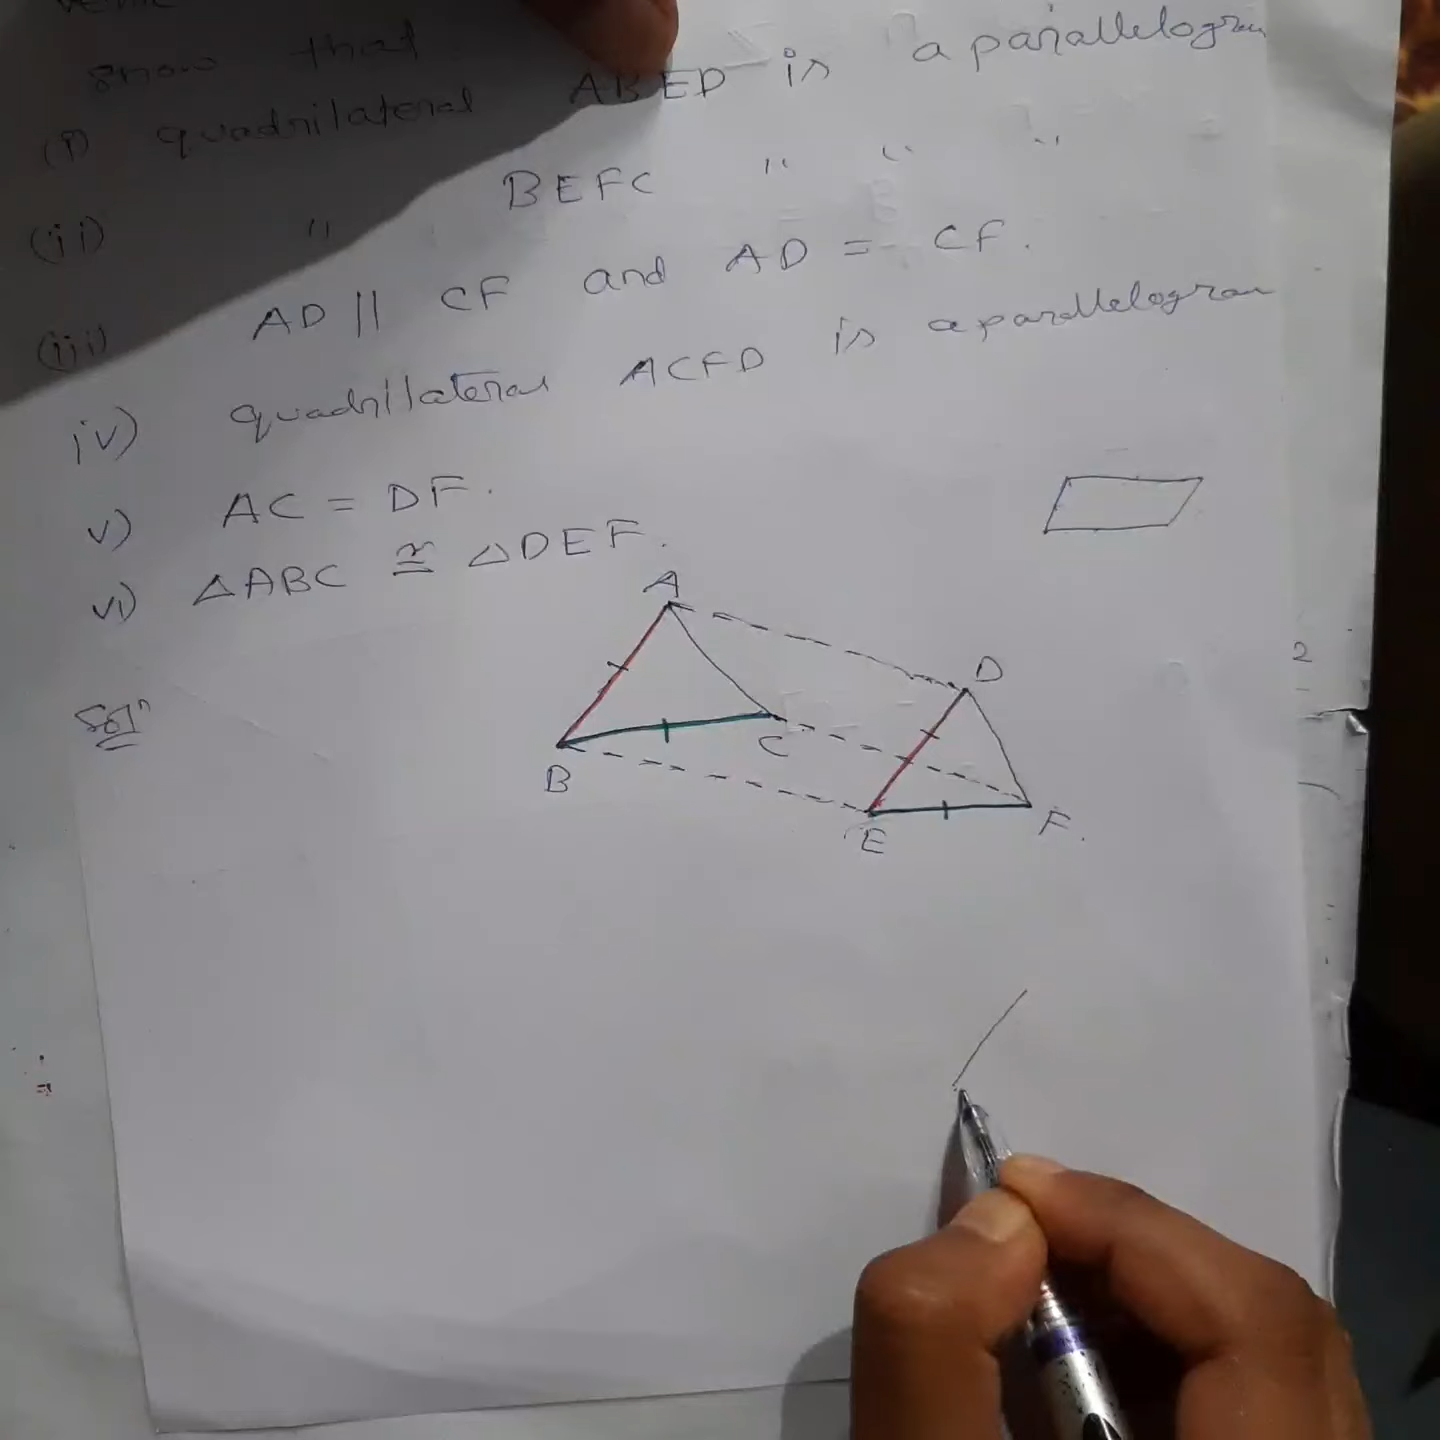 show that
(i) quadrilateral ABED is a parallelogram
(ii) " BEFC " " "
(iii) AD || CF and AD = CF.
iv) quadrilateral ACFD is a parallelogram
v) AC = DF.
vi) △ABC ≅ △DEF.
Solⁿ
A
D
C
B
E
F.
2